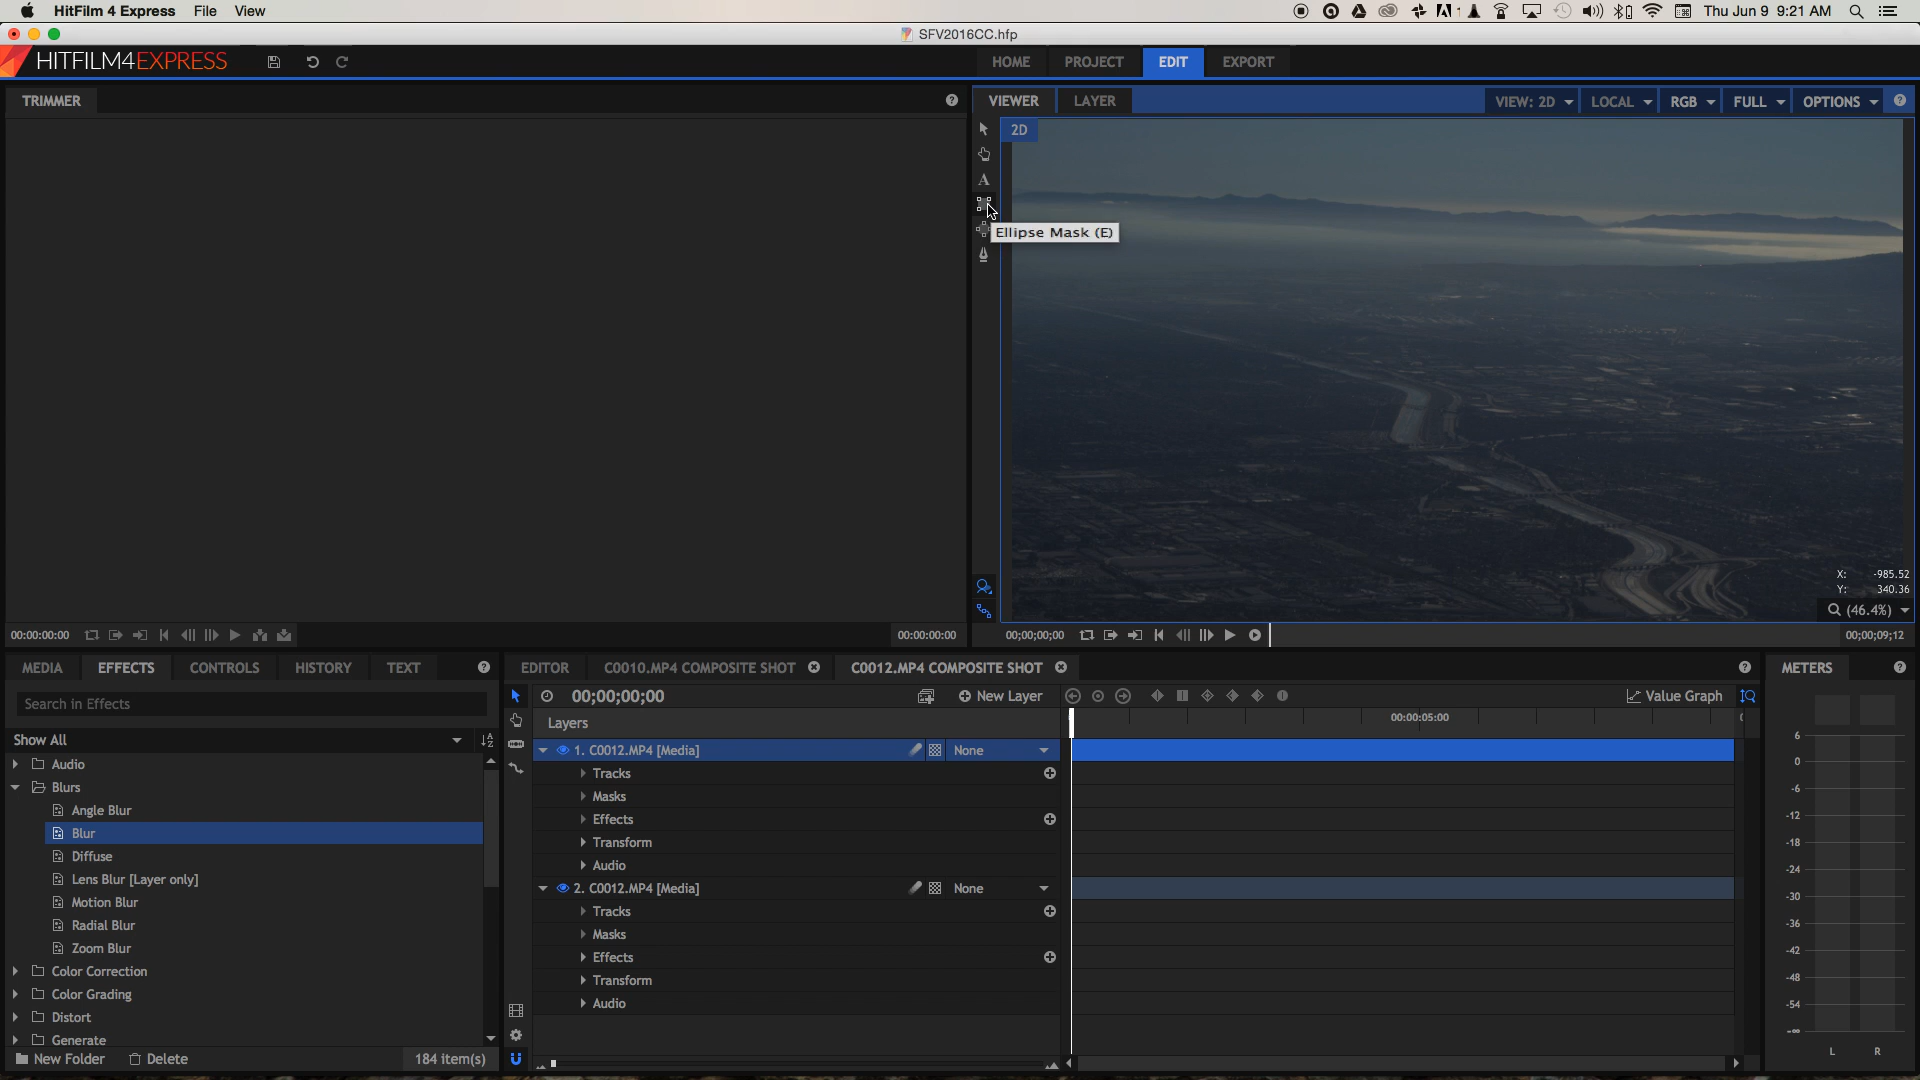 HitFilm 4 Express File View Thu Jun 9 9:21 AM
SFV2016CC.hfp
HITFILM4EXPRESS HOME PROJECT EDIT EXPORT
TRIMMER
VIEWER LAYER VIEW: 2D LOCAL RGB FULL OPTIONS
2D
A
Ellipse Mask (E)
X: -985.52
Y: 340.36
(46.4%)
00:00:00:00 00:00:00:00
00;00;00;00 00;00;09;12
MEDIA EFFECTS CONTROLS HISTORY TEXT
Search in Effects
Show All
Audio
Blurs
Angle Blur
Blur
Diffuse
Lens Blur [Layer only]
Motion Blur
Radial Blur
Zoom Blur
Color Correction
Color Grading
Distort
Generate
New Folder Delete 184 item(s)
EDITOR C0010.MP4 COMPOSITE SHOT C0012.MP4 COMPOSITE SHOT
00;00;00;00 New Layer Value Graph
Layers 00:00:05:00
1. C0012.MP4 [Media] None
Tracks
Masks
Effects
Transform
Audio
2. C0012.MP4 [Media] None
Tracks
Masks
Effects
Transform
Audio
METERS
6
0
-6
-12
-18
-24
-30
-36
-42
-48
-54
-∞
L R